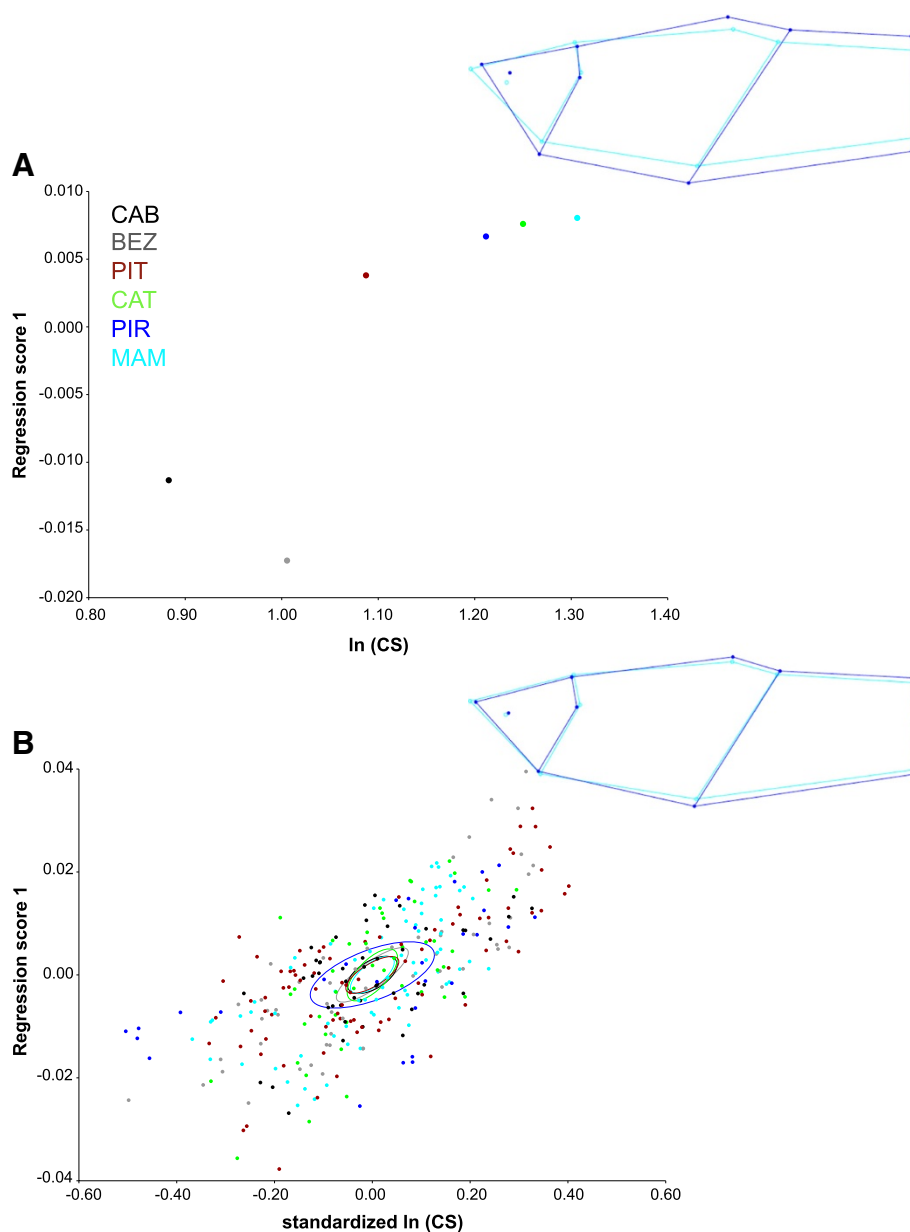 A
0.010
0.005
0.000
-0.005
-0.010
-0.015
-0.020
Regression score 1
CAB
BEZ
PIT
CAT
PIR
MAM
0.80 0.90 1.00 1.10 1.20 1.30 1.40
ln (CS)
B
0.04
0.02
0.00
-0.02
-0.04
Regression score 1
-0.60 -0.40 -0.20 0.00 0.20 0.40 0.60
standardized ln (CS)